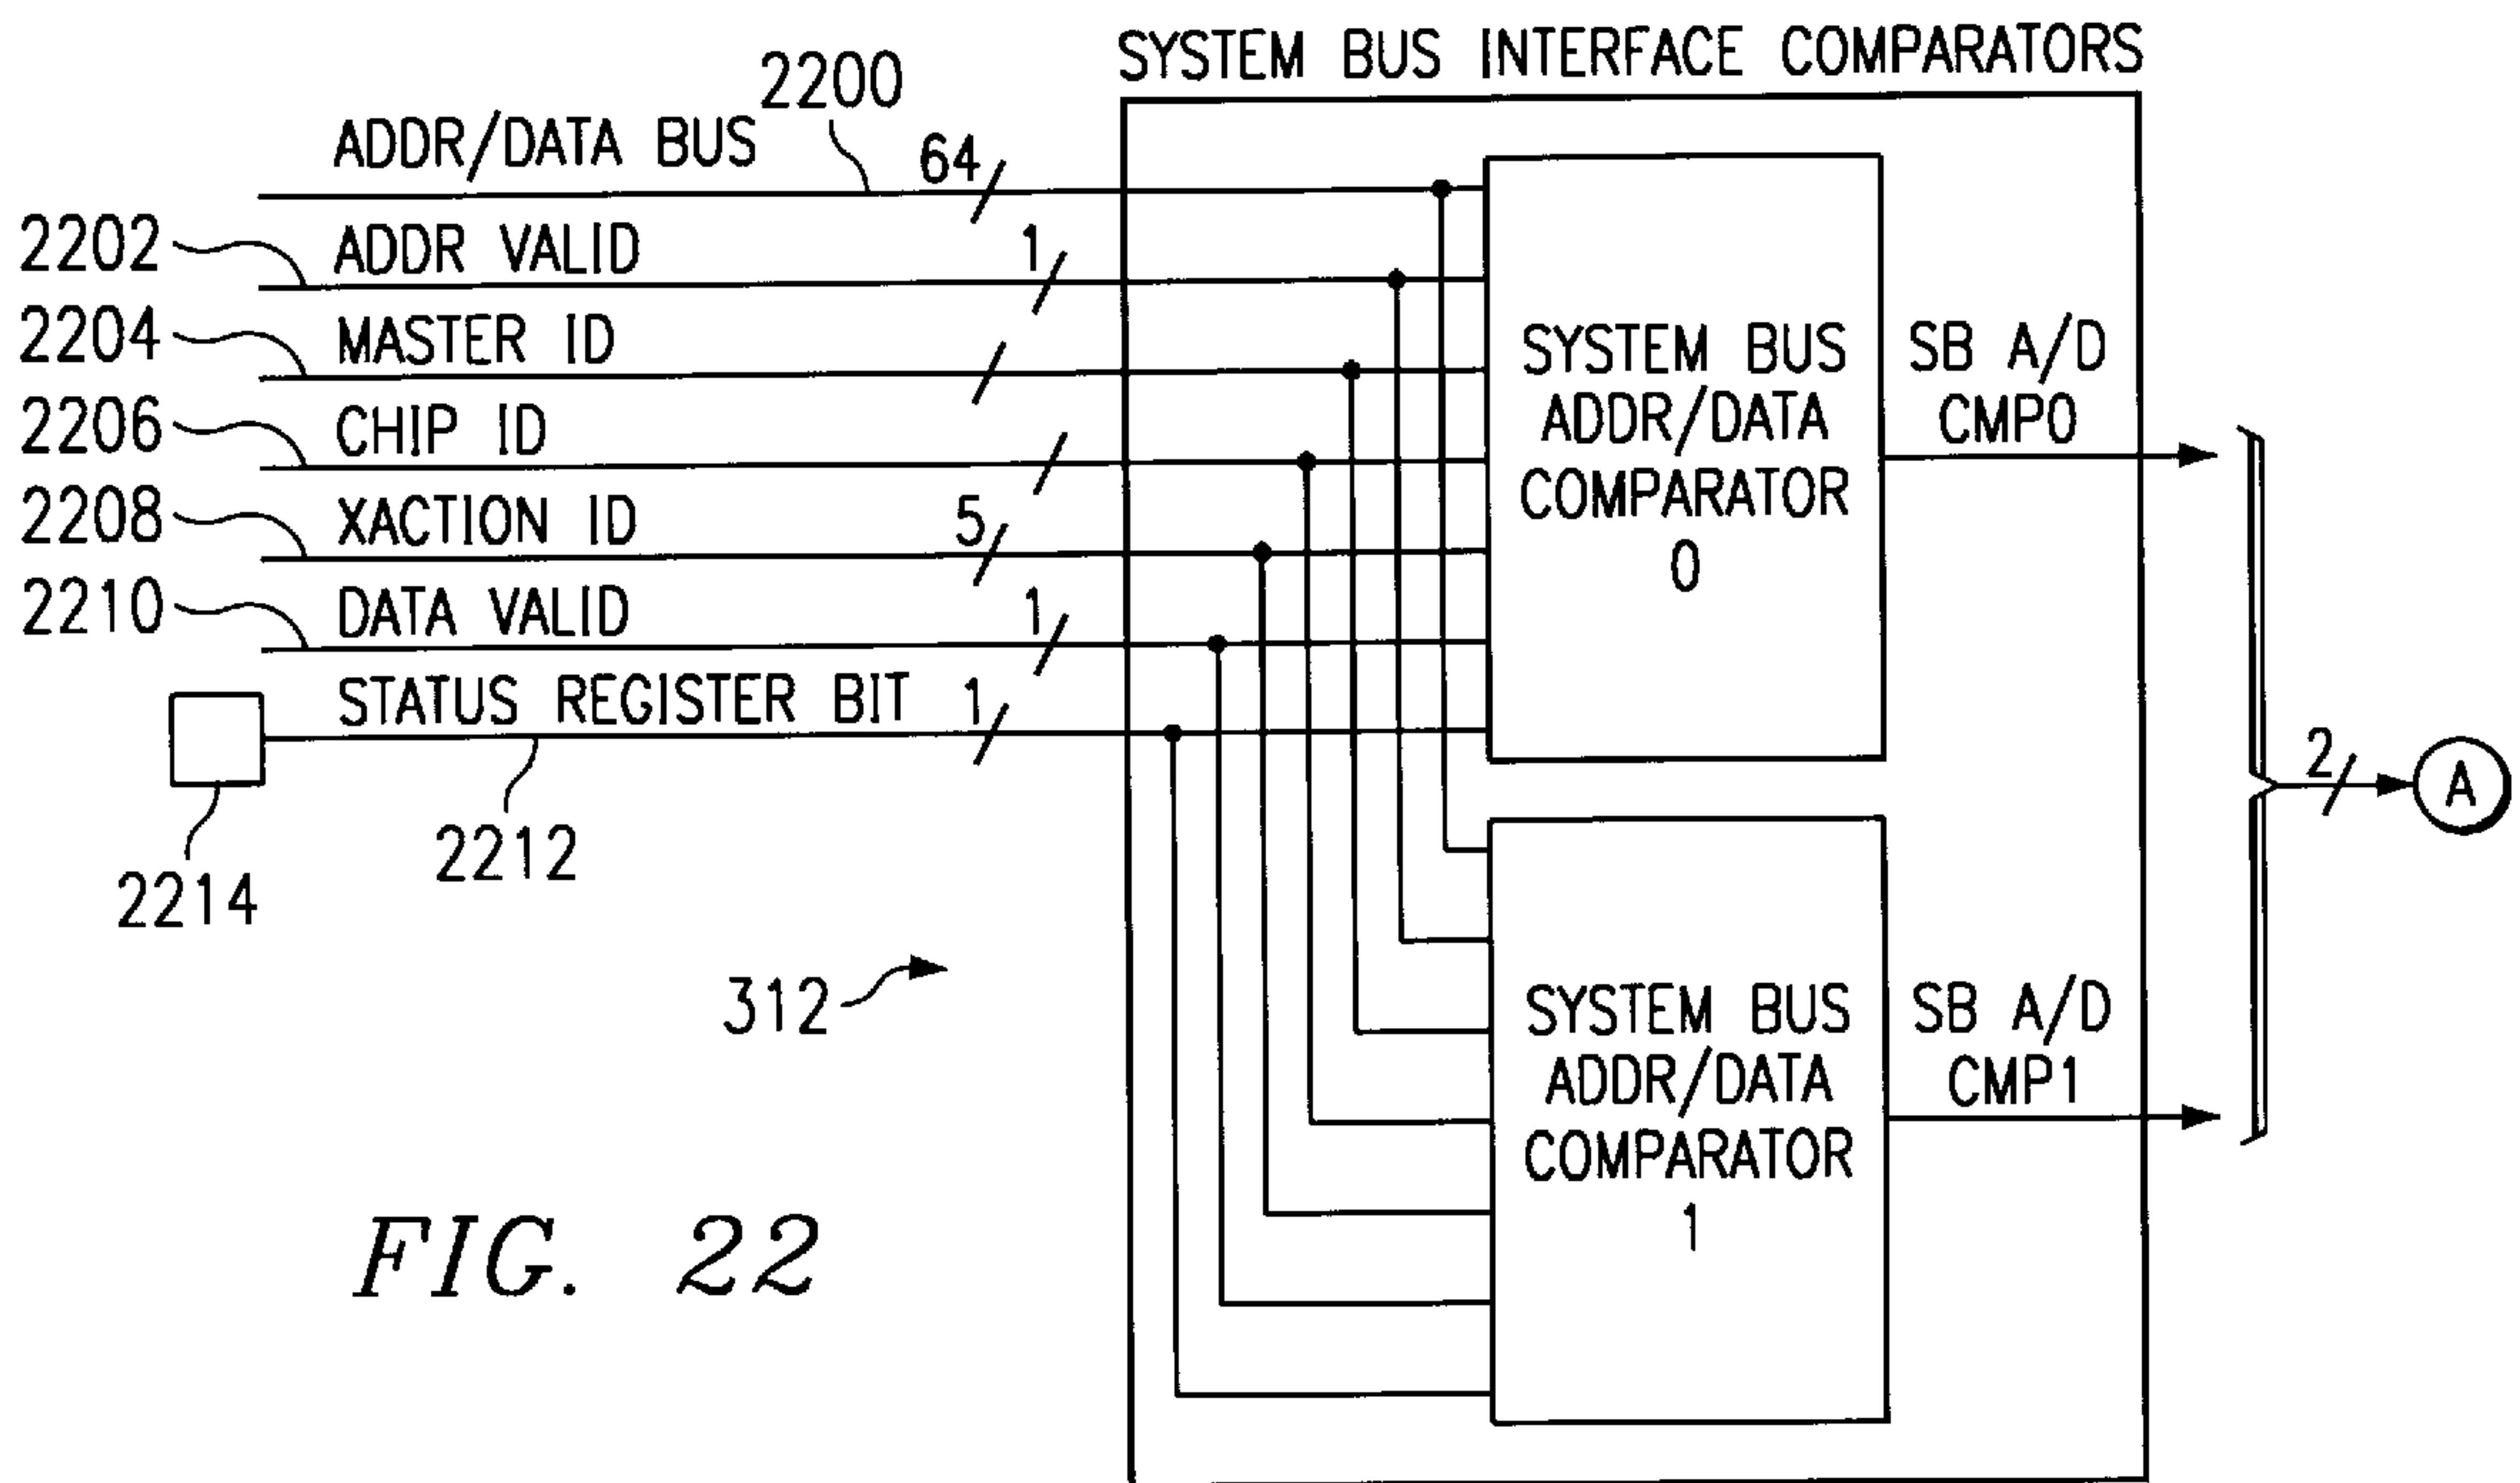 SYSTEM BUS INTERFACE COMPARATORS
2200
ADDR/DATA BUS
64
2202
ADDR VALID
1
2204
MASTER ID
2206
CHIP ID
2208
XACTION ID
5
2210
DATA VALID
1
STATUS REGISTER BIT
1
2212
2214
312
SYSTEM BUS
ADDR/DATA
COMPARATOR
0
SB A/D
CMP0
SYSTEM BUS
ADDR/DATA
COMPARATOR
1
SB A/D
CMP1
2
A
FIG. 22